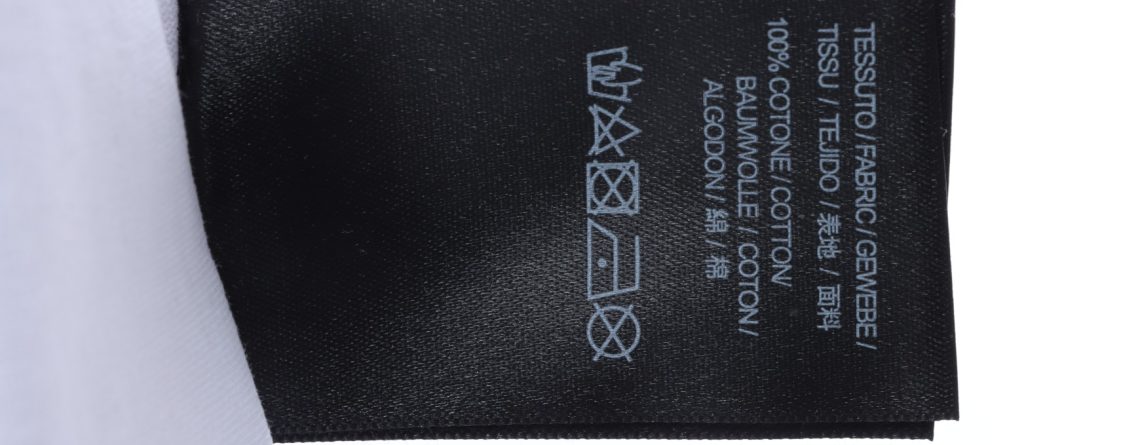 TESSUTO / FABRIC / GEWEBE /
TISSU / TEJIDO / 表地 / 面料
100% COTONE / COTTON/
BAUMWOLLE / COTON /
ALGODON / 綿 / 棉